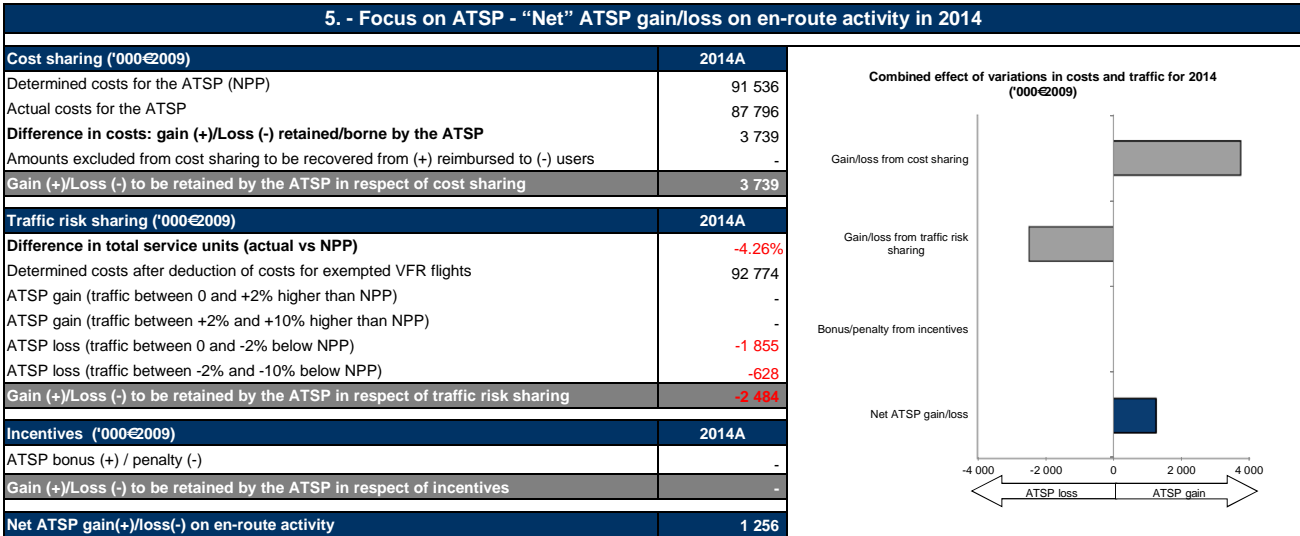 5. - Focus on ATSP - “Net” ATSP gain/loss on en-route activity in 2014
Cost sharing ('000€2009) 2014A
Determined costs for the ATSP (NPP) 91 536
Actual costs for the ATSP 87 796
Difference in costs: gain (+)/Loss (-) retained/borne by the ATSP 3 739
Amounts excluded from cost sharing to be recovered from (+) reimbursed to (-) users -
Gain (+)/Loss (-) to be retained by the ATSP in respect of cost sharing 3 739
Traffic risk sharing ('000€2009) 2014A
Difference in total service units (actual vs NPP) -4.26%
Determined costs after deduction of costs for exempted VFR flights 92 774
ATSP gain (traffic between 0 and +2% higher than NPP) -
ATSP gain (traffic between +2% and +10% higher than NPP) -
ATSP loss (traffic between 0 and -2% below NPP) -1 855
ATSP loss (traffic between -2% and -10% below NPP) -628
Gain (+)/Loss (-) to be retained by the ATSP in respect of traffic risk sharing -2 484
Incentives ('000€2009) 2014A
ATSP bonus (+) / penalty (-) -
Gain (+)/Loss (-) to be retained by the ATSP in respect of incentives -
Net ATSP gain(+)/loss(-) on en-route activity 1 256
Combined effect of variations in costs and traffic for 2014
('000€2009)
Gain/loss from cost sharing
Gain/loss from traffic risk
sharing
Bonus/penalty from incentives
Net ATSP gain/loss
-4 000 -2 000 0 2 000 4 000
ATSP loss ATSP gain